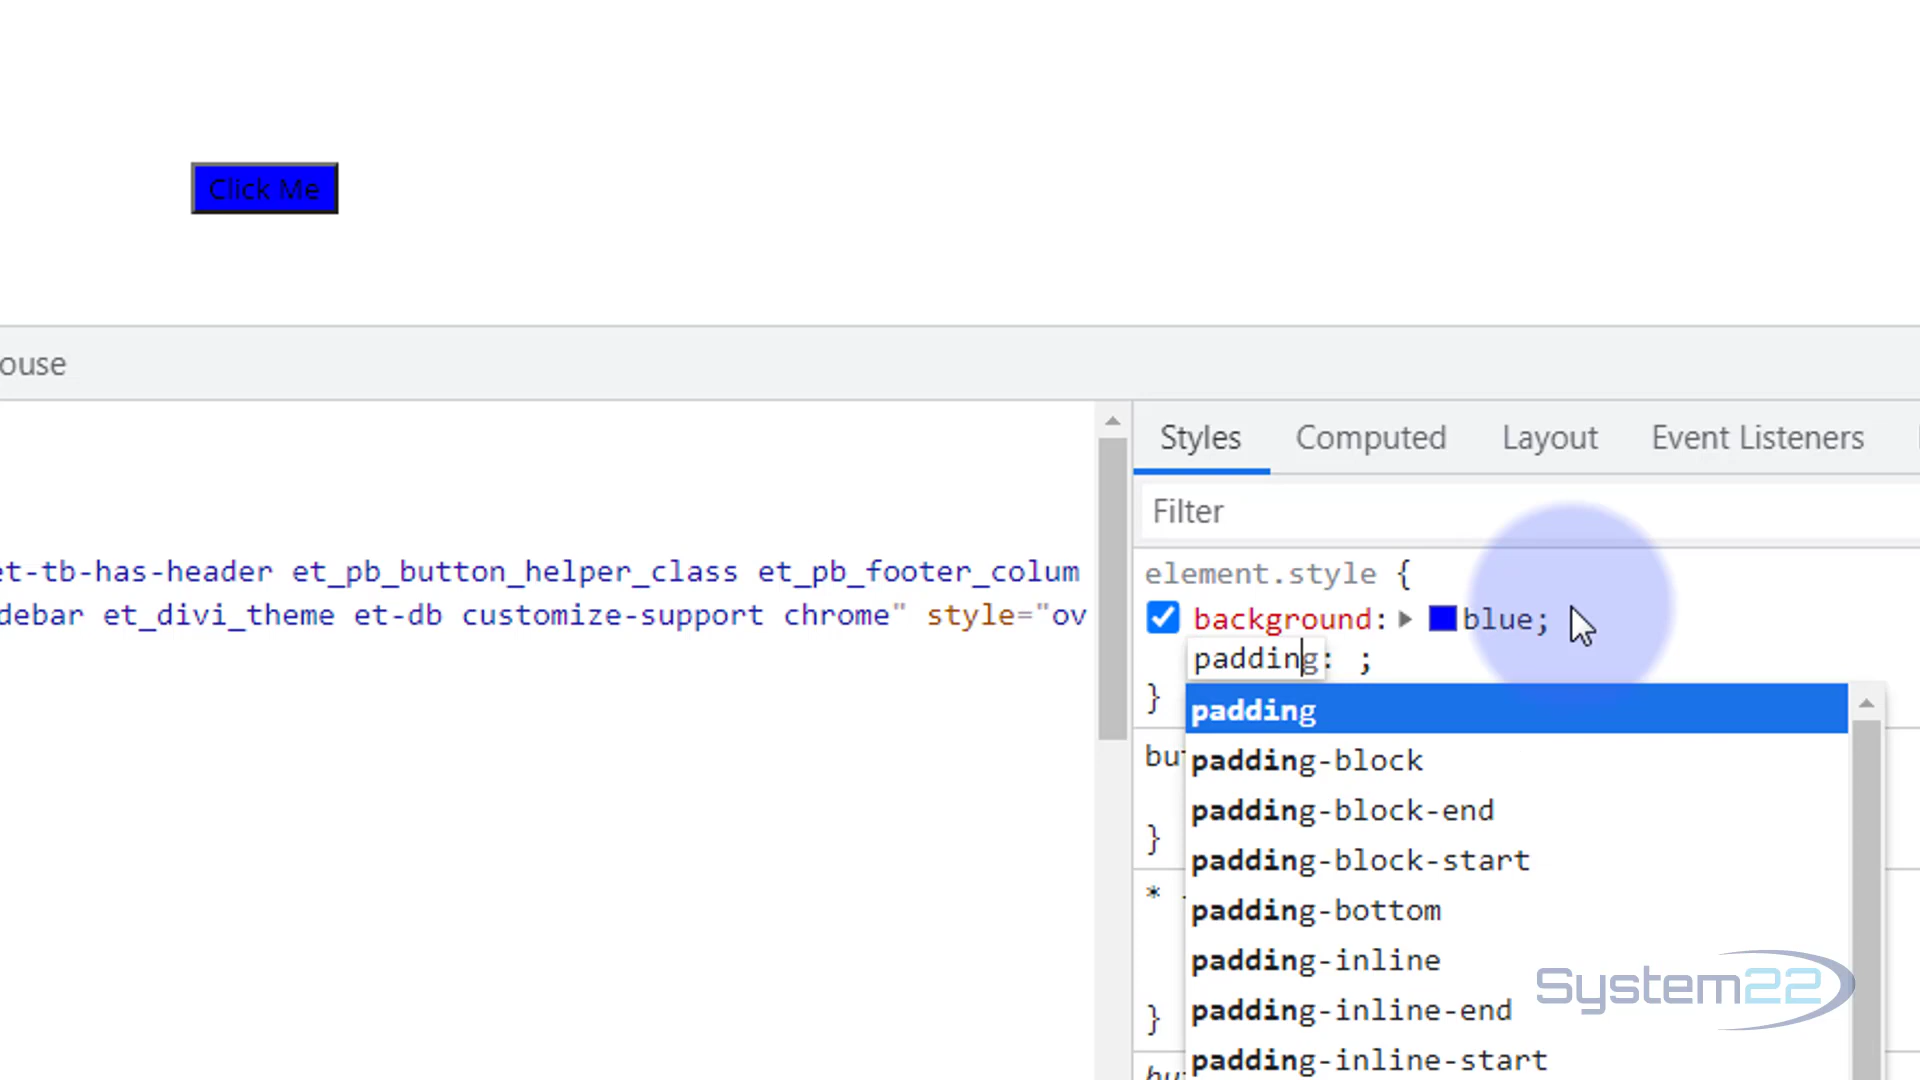 Click Me
ouse
Styles Computed Layout Event Listeners
Filter
et-tb-has-header et_pb_button_helper_class et_pb_footer_colum
debar et_divi_theme et-db customize-support chrome" style="ov
element.style {
background: blue;
padding: ;
}
padding
padding-block
padding-block-end
padding-block-start
padding-bottom
padding-inline
padding-inline-end
padding-inline-start
bu
}
*
}
but
System22